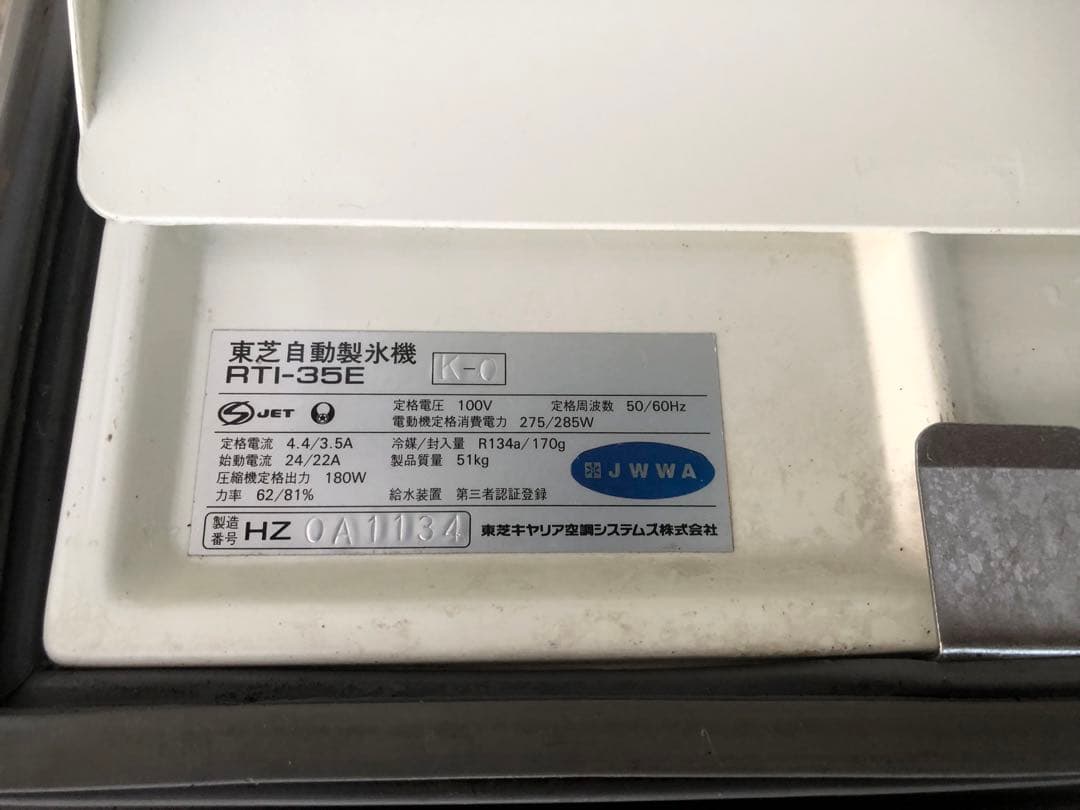 東芝自動製氷機
RTI-35E K-0
JET
定格電圧 100V 定格周波数 50/60Hz
電動機定格消費電力 275/285W
定格電流 4.4/3.5A 冷媒/封入量 R134a/170g
始動電流 24/22A 製品質量 51kg
圧縮機定格出力 180W
JWWA
力率 62/81% 給水装置 第三者認証登録
製造番号 HZ 0A1134 東芝キヤリア空調システムズ株式会社